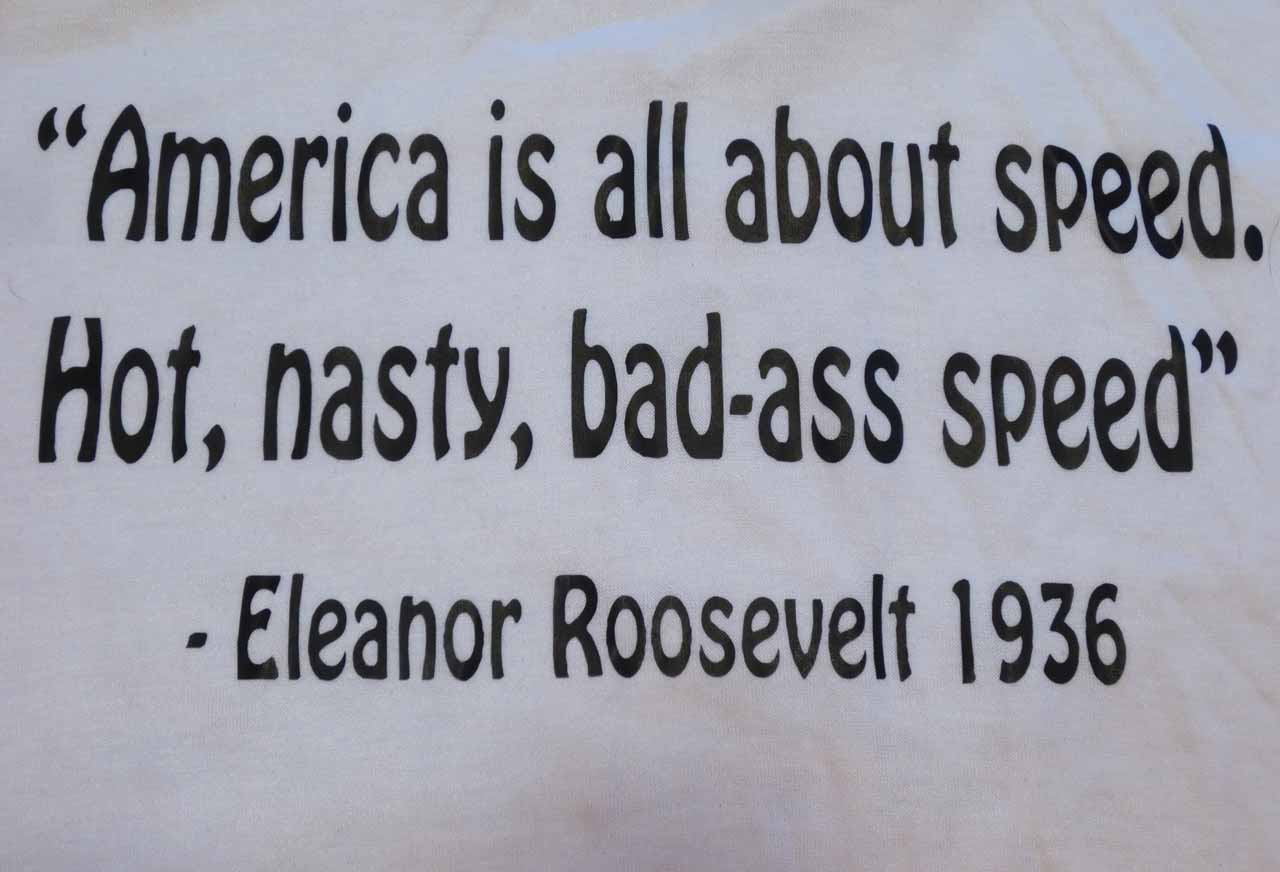 “America is all about speed.
Hot, nasty, bad-ass speed”
- Eleanor Roosevelt 1936